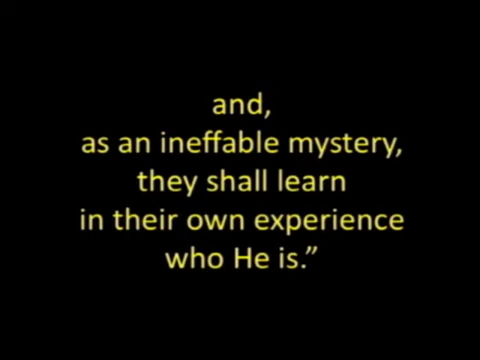 and,
as an ineffable mystery,
they shall learn
in their own experience
who He is.”